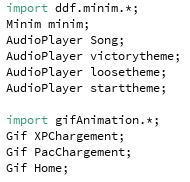 import ddf.minim.*;
Minim minim;
AudioPlayer Song;
AudioPlayer victorytheme;
AudioPlayer loosetheme;
AudioPlayer starttheme;
import gifAnimation.*;
Gif XPChargement;
Gif PacChargement;
Gif Home;